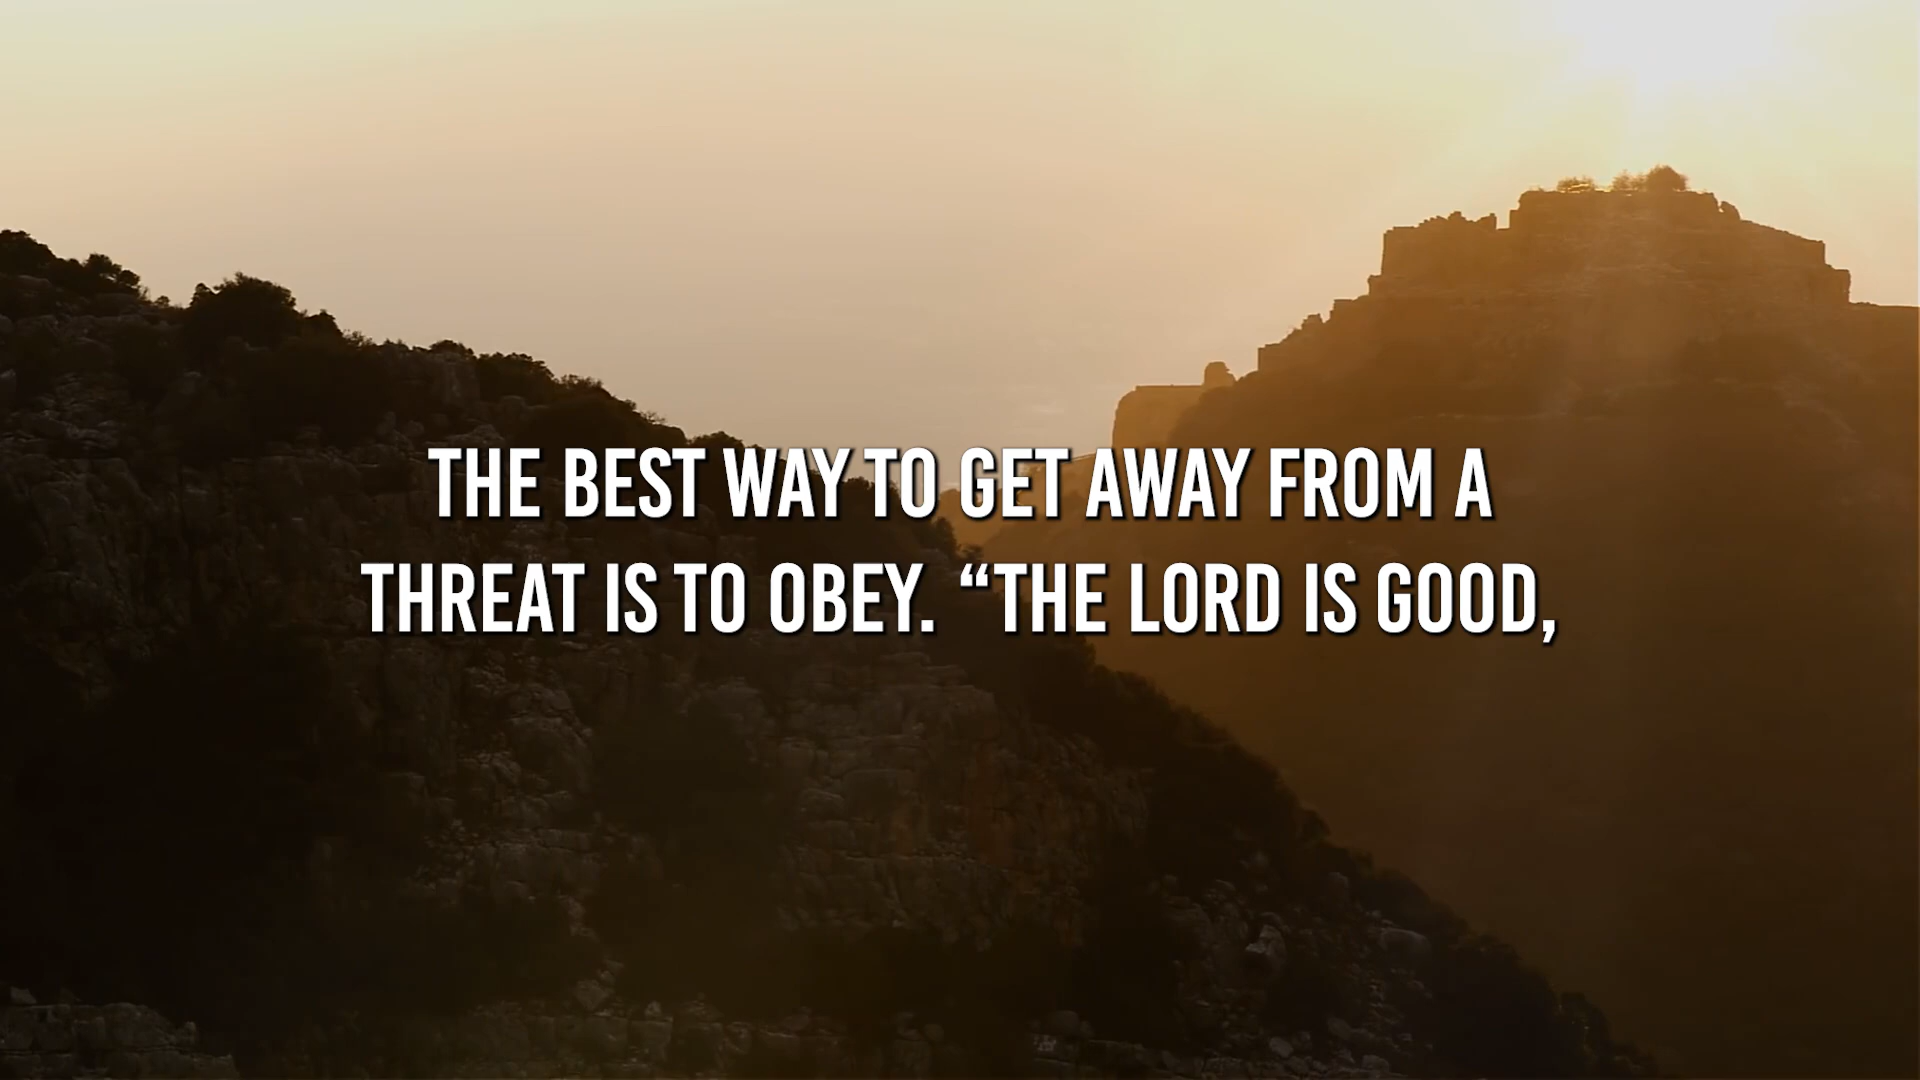 THE BEST WAY TO GET AWAY FROM A
THREAT IS TO OBEY. “THE LORD IS GOOD,